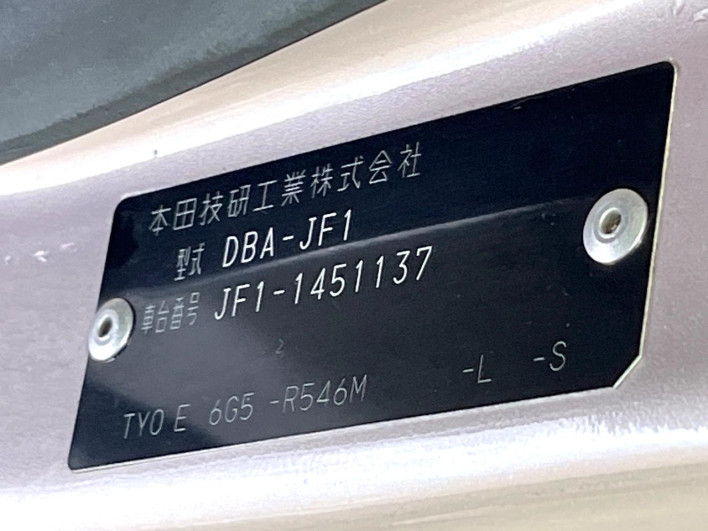 本田技研工業株式会社
型式 DBA-JF1
車台番号 JF1-1451137
2
TYO E 6G5 -R546M -L -S